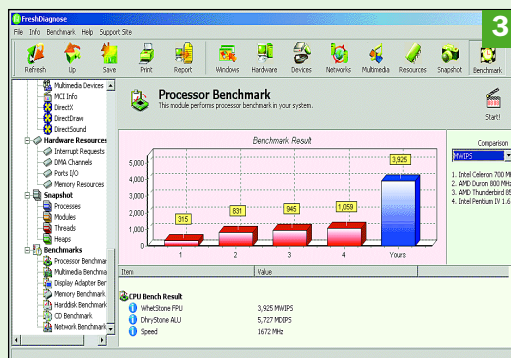 FreshDiagnose
3
File Info Benchmark Help Support Site
Refresh Up Save Print Report Windows Hardware Devices Networks Multimedia Resources Snapshot Benchmark
Multimedia Devices
MCI Info
DirectX
DirectDraw
DirectSound
Hardware Resources
Interrupt Requests
DMA Channels
Ports I/O
Memory Resources
Snapshot
Processes
Modules
Threads
Heaps
Benchmarks
Processor Benchmar
Multimedia Benchma
Display Adapter Ber
Memory Benchmark
Harddisk Benchmark
CD Benchmark
Network Benchmark
Processor Benchmark
This module performs processor benchmark in your system.
Start!
Benchmark Result
5,000
4,000
3,000
2,000
1,000
0
315
831
945
1,059
3,925
1 2 3 4 Yours
Comparison
MWIPS
1. Intel Celeron 700 M
2. AMD Duron 800 MH
3. AMD Thunderbird 85
4. Intel Pentium IV 1.6
Item Value
CPU Bench Result
WhetStone FPU 3,925 MWIPS
DhryStone ALU 5,727 MDIPS
Speed 1672 MHz